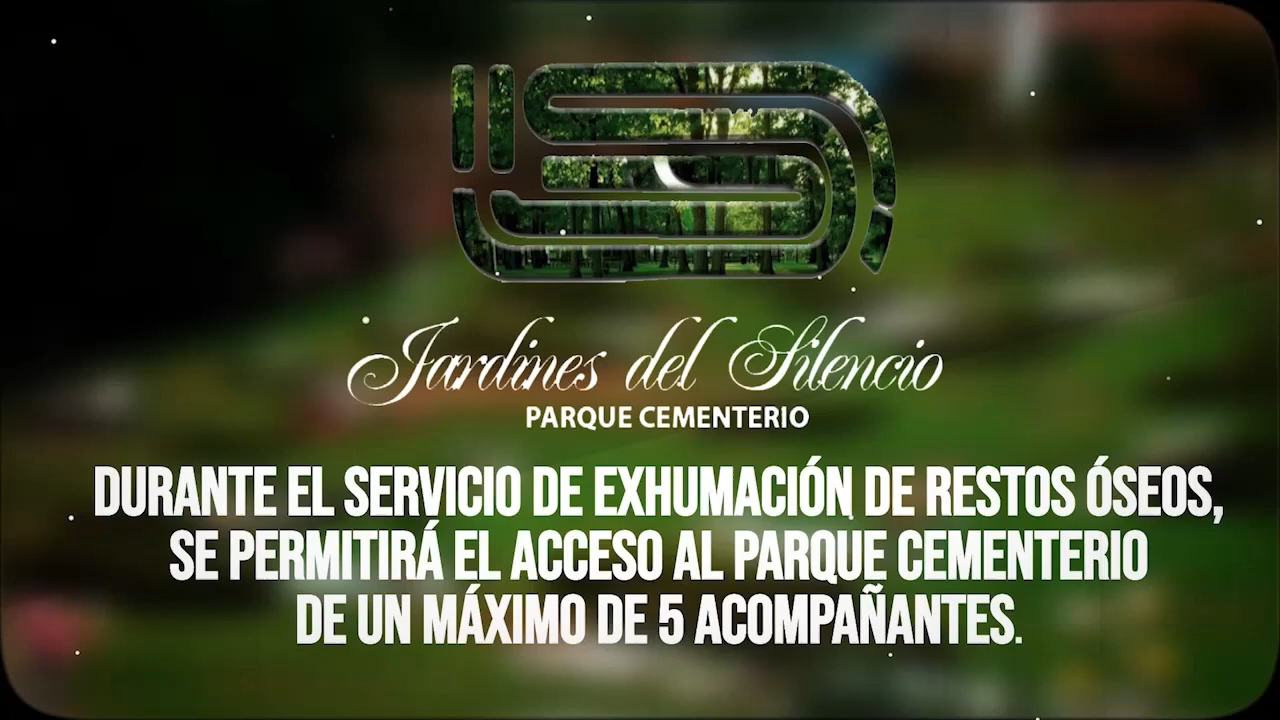 Jardines del Silencio
PARQUE CEMENTERIO
DURANTE EL SERVICIO DE EXHUMACIÓN DE RESTOS ÓSEOS,
SE PERMITIRÁ EL ACCESO AL PARQUE CEMENTERIO
DE UN MÁXIMO DE 5 ACOMPAÑANTES.